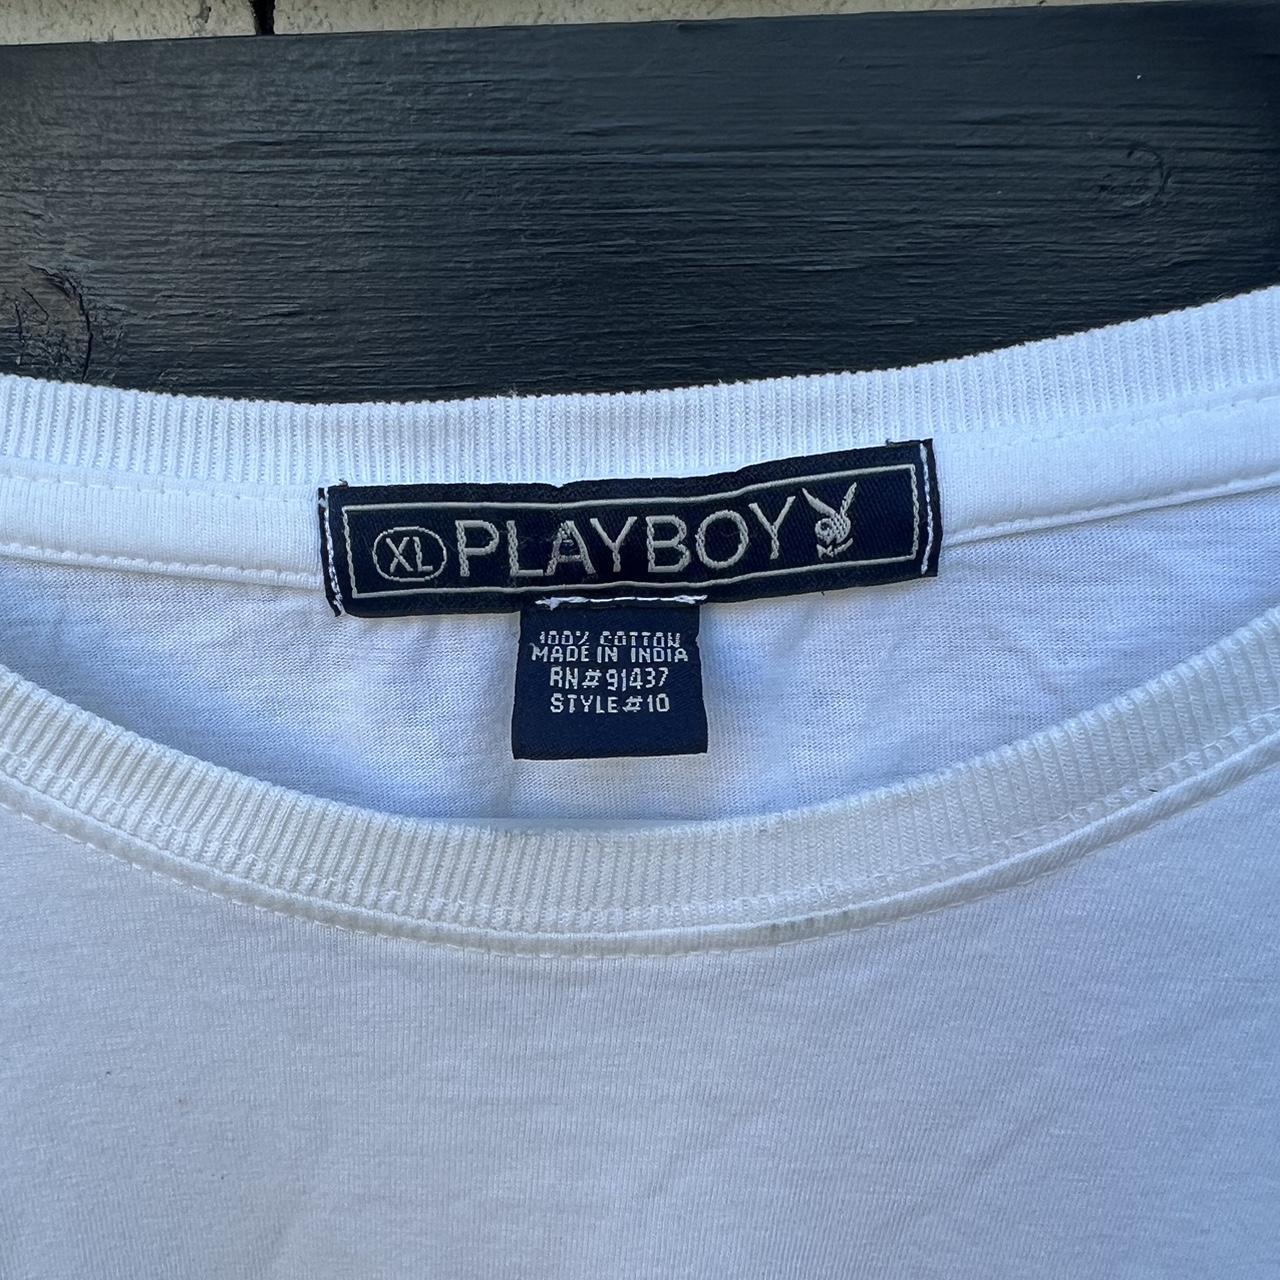 XL PLAYBOY
100% COTTON
MADE IN INDIA
RN#91437
STYLE#10